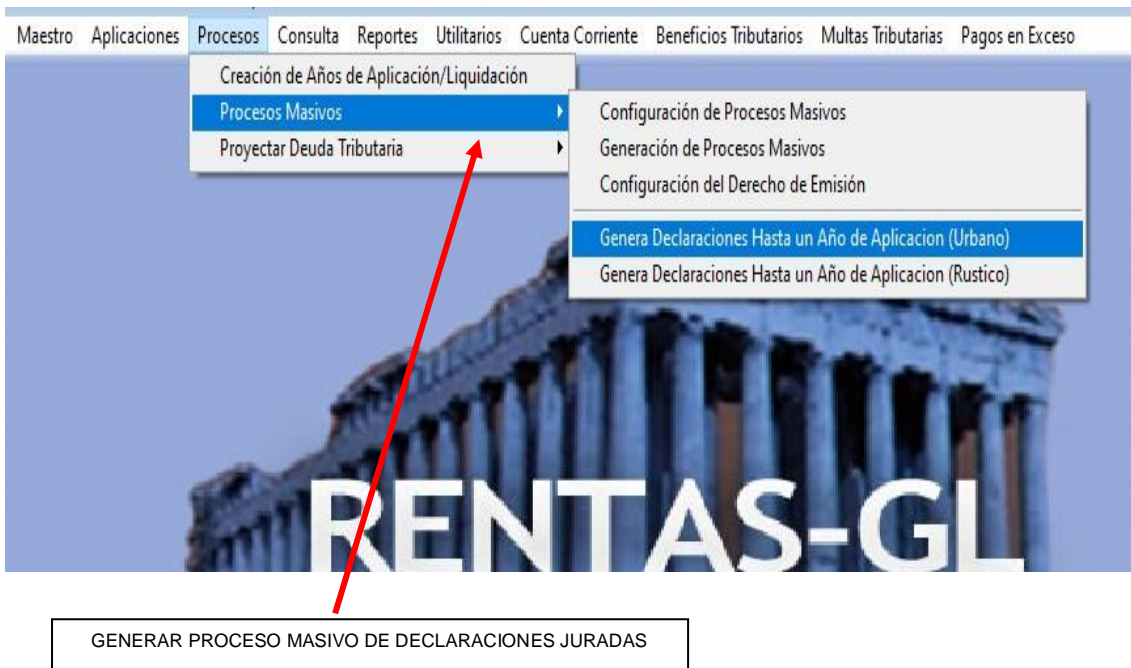 Maestro Aplicaciones Procesos Consulta Reportes Utilitarios Cuenta Corriente Beneficios Tributarios Multas Tributarias Pagos en Exceso
Creación de Años de Aplicación/Liquidación
Procesos Masivos
Proyectar Deuda Tributaria
Configuración de Procesos Masivos
Generación de Procesos Masivos
Configuración del Derecho de Emisión
Genera Declaraciones Hasta un Año de Aplicacion (Urbano)
Genera Declaraciones Hasta un Año de Aplicacion (Rustico)
RENTAS-GL
GENERAR PROCESO MASIVO DE DECLARACIONES JURADAS